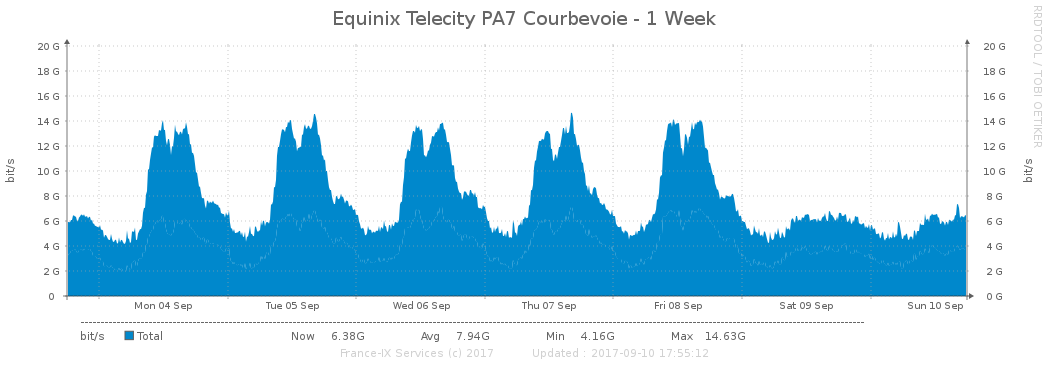 Equinix Telecity PA7 Courbevoie - 1 Week
RRDTOOL / TOBI OETIKER
bit/s
20 G 20 G
18 G 18 G
16 G 16 G
14 G 14 G
12 G 12 G
10 G 10 G
8 G 8 G
6 G 6 G
4 G 4 G
2 G 2 G
0 0 G
bit/s
Mon 04 Sep Tue 05 Sep Wed 06 Sep Thu 07 Sep Fri 08 Sep Sat 09 Sep Sun 10 Sep
bit/s Total Now 6.38G Avg 7.94G Min 4.16G Max 14.63G
France-IX Services (c) 2017 Updated : 2017-09-10 17:55:12